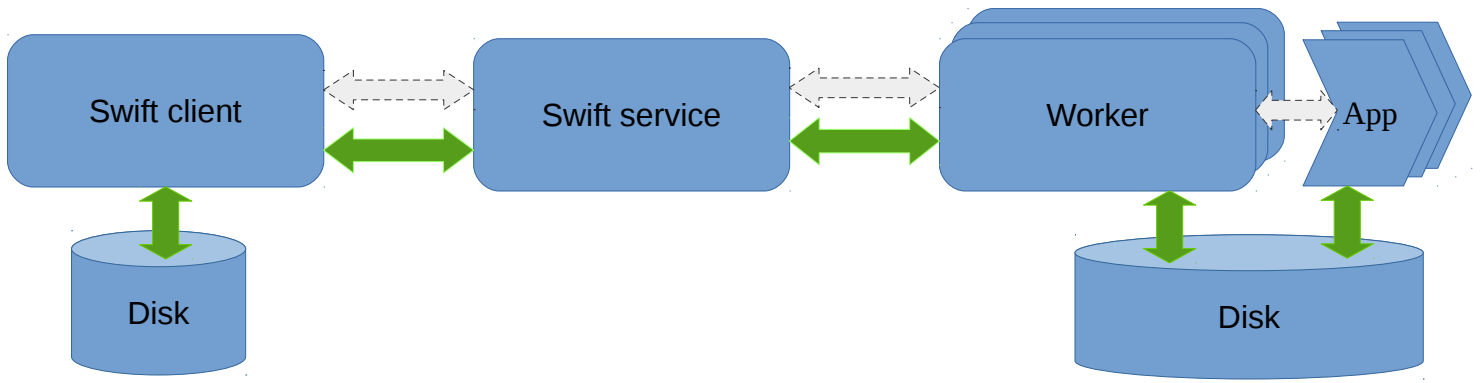 Swift client
Swift service
Worker
App
Disk
Disk